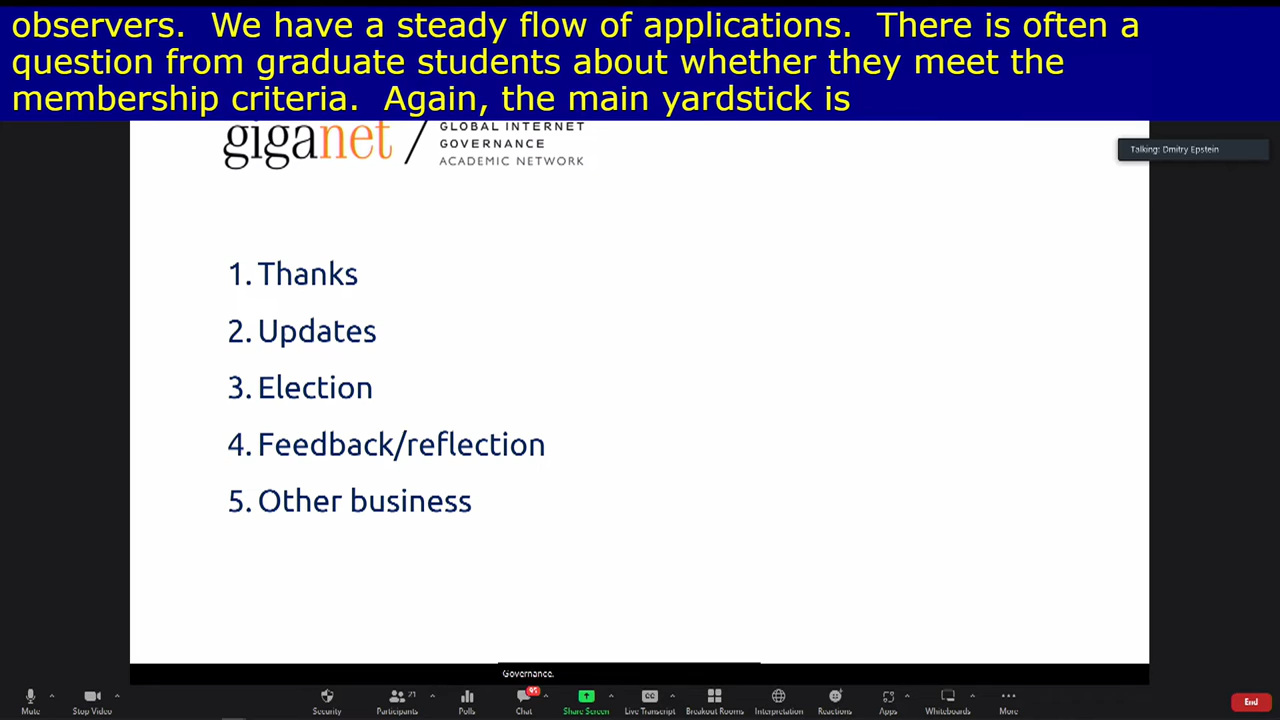 observers.  We have a steady flow of applications.  There is often a
question from graduate students about whether they meet the
membership criteria.  Again, the main yardstick is
giganet / GLOBAL INTERNET
GOVERNANCE
ACADEMIC NETWORK
Talking: Dmitry Epstein
1. Thanks
2. Updates
3. Election
4. Feedback/reflection
5. Other business
Governance.
Mute
Stop Video
Security
Participants
21
Polls
Chat
Share Screen
Live Transcript
Breakout Rooms
Interpretation
Reactions
Apps
Whiteboards
More
End